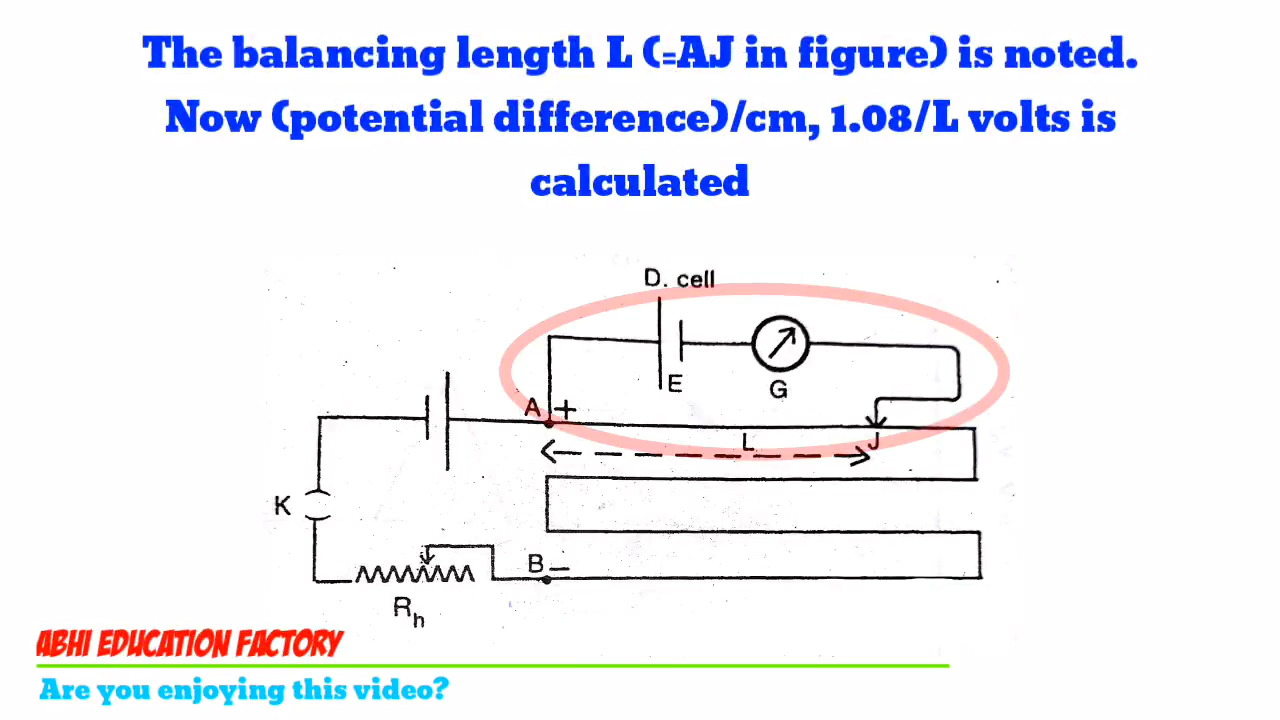 The balancing length L (=AJ in figure) is noted.
Now (potential difference)/cm, 1.08/L volts is
calculated
D. cell
E
G
A +
L
J
K
B –
Rh
ABHI EDUCATION FACTORY
Are you enjoying this video?